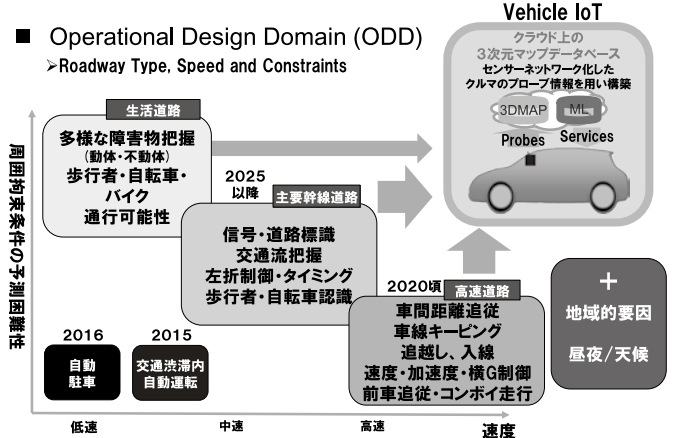 ■ Operational Design Domain (ODD)
➢Roadway Type, Speed and Constraints
Vehicle IoT
クラウド上の
3次元マップデータベース
センサーネットワーク化した
クルマのプローブ情報を用い構築
3DMAP
ML
Probes
Services
周囲拘束条件の予測困難性
生活道路
多様な障害物把握
(動体・不動体)
歩行者・自転車・
バイク
通行可能性
2025
以降
主要幹線道路
信号・道路標識
交通流把握
左折制御・タイミング
歩行者・自転車認識
2020頃
高速道路
車間距離追従
車線キーピング
追越し、入線
速度・加速度・横G制御
前車追従・コンボイ走行
+
地域的要因
昼夜/天候
2016
自動
駐車
2015
交通渋滞内
自動運転
低速
中速
高速
速度